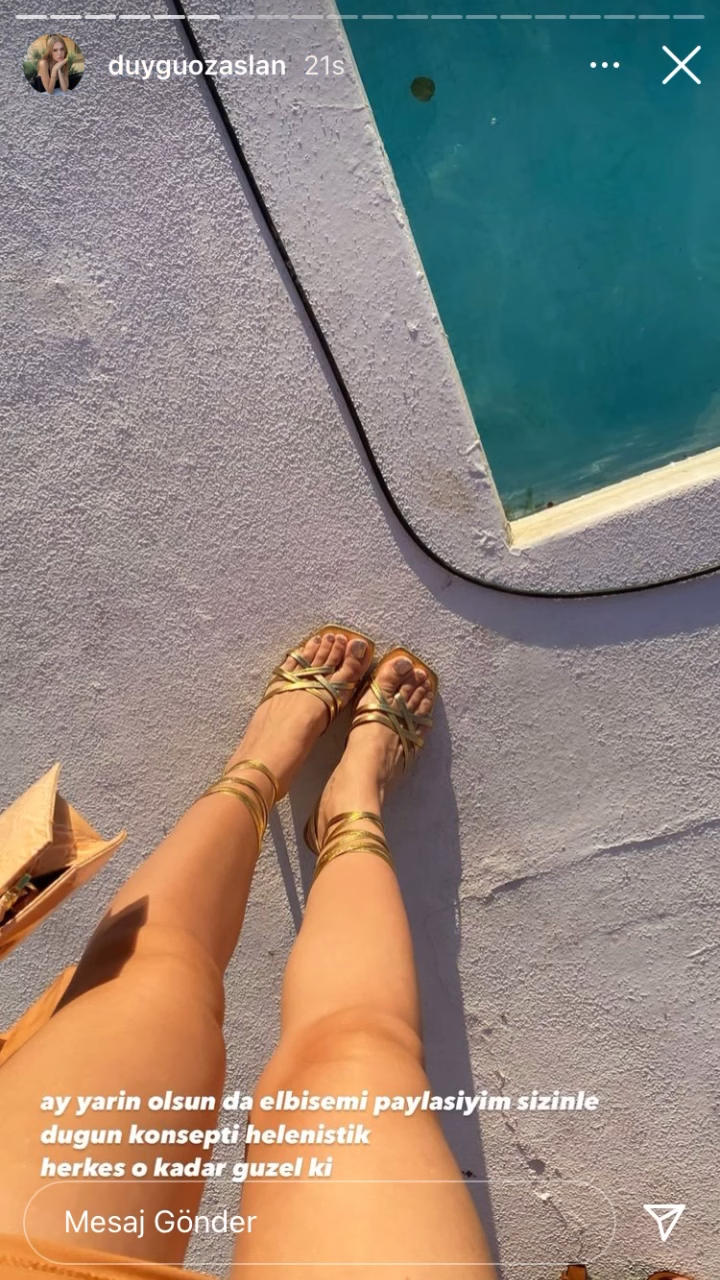 duyguozaslan 21s
ay yarin olsun da elbisemi paylasiyim sizinle
dugun konsepti helenistik
herkes o kadar guzel ki
Mesaj Gönder